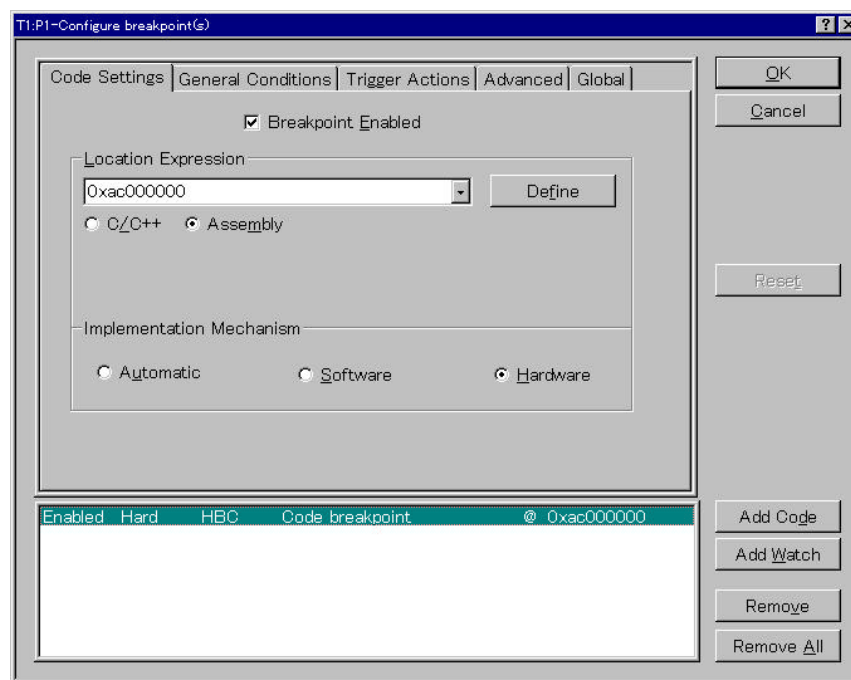 T1:P1-Configure breakpoint(s)
Code Settings General Conditions Trigger Actions Advanced Global
Breakpoint Enabled
Location Expression
0xac000000
Define
C/C++ Assembly
Implementation Mechanism
Automatic Software Hardware
Enabled Hard HBC Code breakpoint @ 0xac000000
OK
Cancel
Reset
Add Code
Add Watch
Remove
Remove All